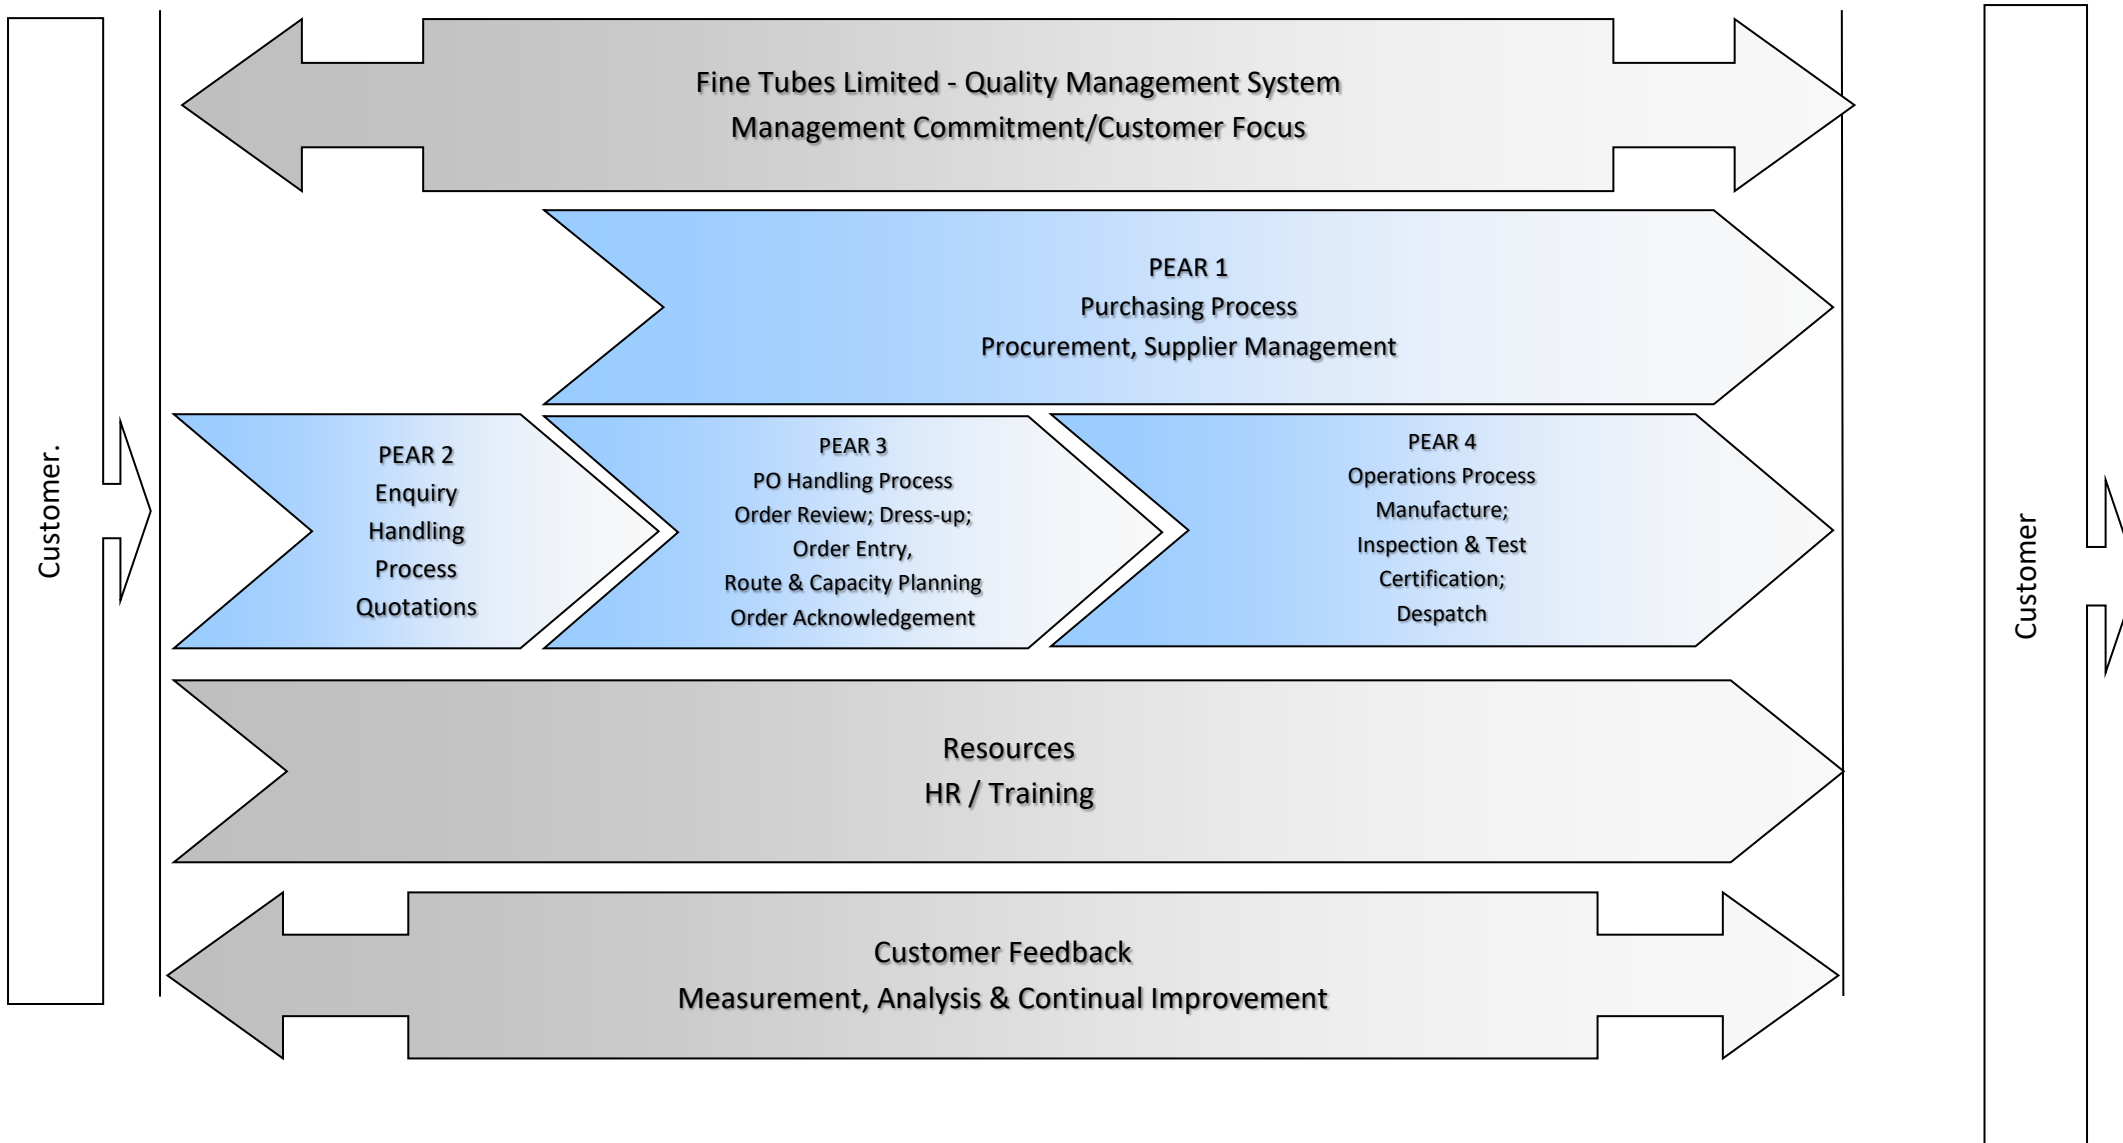 Fine Tubes Limited - Quality Management System
Management Commitment/Customer Focus
PEAR 1
Purchasing Process
Procurement, Supplier Management
Customer.
PEAR 2
Enquiry
Handling
Process
Quotations
PEAR 3
PO Handling Process
Order Review; Dress-up;
Order Entry,
Route & Capacity Planning
Order Acknowledgement
PEAR 4
Operations Process
Manufacture;
Inspection & Test
Certification;
Despatch
Customer
Resources
HR / Training
Customer Feedback
Measurement, Analysis & Continual Improvement